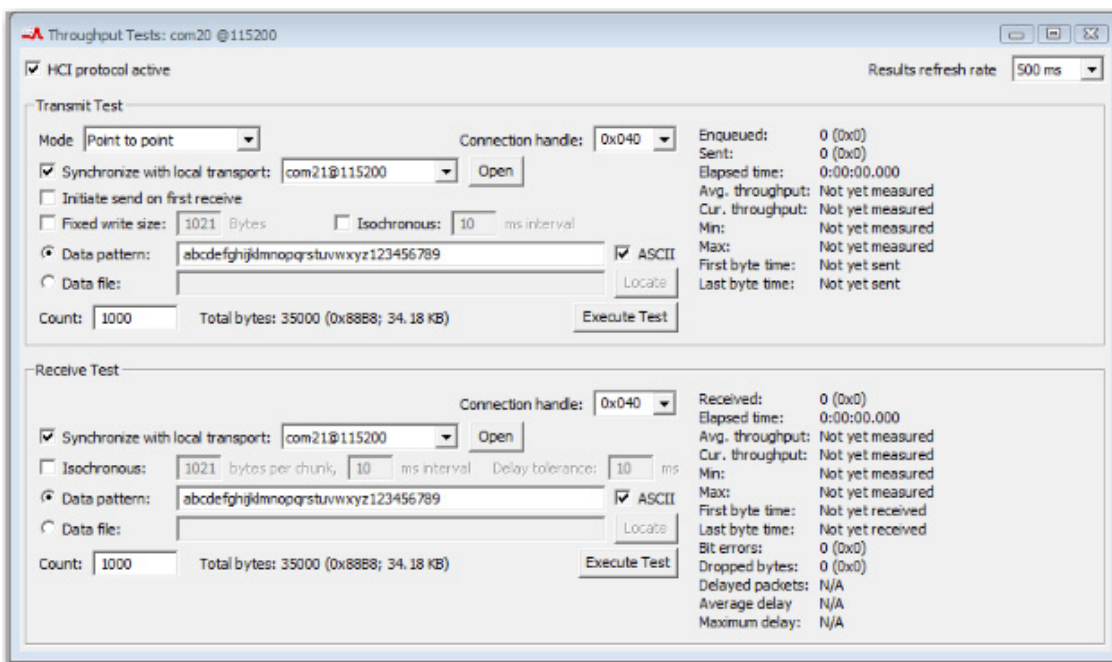 Throughput Tests: com20 @115200
HCI protocol active Results refresh rate 500 ms
Transmit Test
Mode Point to point Connection handle: 0x040
Synchronize with local transport: com21@115200 Open
Initiate send on first receive
Fixed write size: 1021 Bytes Isochronous: 10 ms interval
Data pattern: abcdefghijklmnopqrstuvwxyz123456789 ASCII
Data file: Locate
Count: 1000 Total bytes: 35000 (0x88B8; 34.18 KB) Execute Test
Enqueued: 0 (0x0)
Sent: 0 (0x0)
Elapsed time: 0:00:00.000
Avg. throughput: Not yet measured
Cur. throughput: Not yet measured
Min: Not yet measured
Max: Not yet measured
First byte time: Not yet sent
Last byte time: Not yet sent
Receive Test
Connection handle: 0x040
Synchronize with local transport: com21@115200 Open
Isochronous: 1021 bytes per chunk, 10 ms interval Delay tolerance: 10 ms
Data pattern: abcdefghijklmnopqrstuvwxyz123456789 ASCII
Data file: Locate
Count: 1000 Total bytes: 35000 (0x88B8; 34.18 KB) Execute Test
Received: 0 (0x0)
Elapsed time: 0:00:00.000
Avg. throughput: Not yet measured
Cur. throughput: Not yet measured
Min: Not yet measured
Max: Not yet measured
First byte time: Not yet received
Last byte time: Not yet received
Bit errors: 0 (0x0)
Dropped bytes: 0 (0x0)
Delayed packets: N/A
Average delay N/A
Maximum delay: N/A